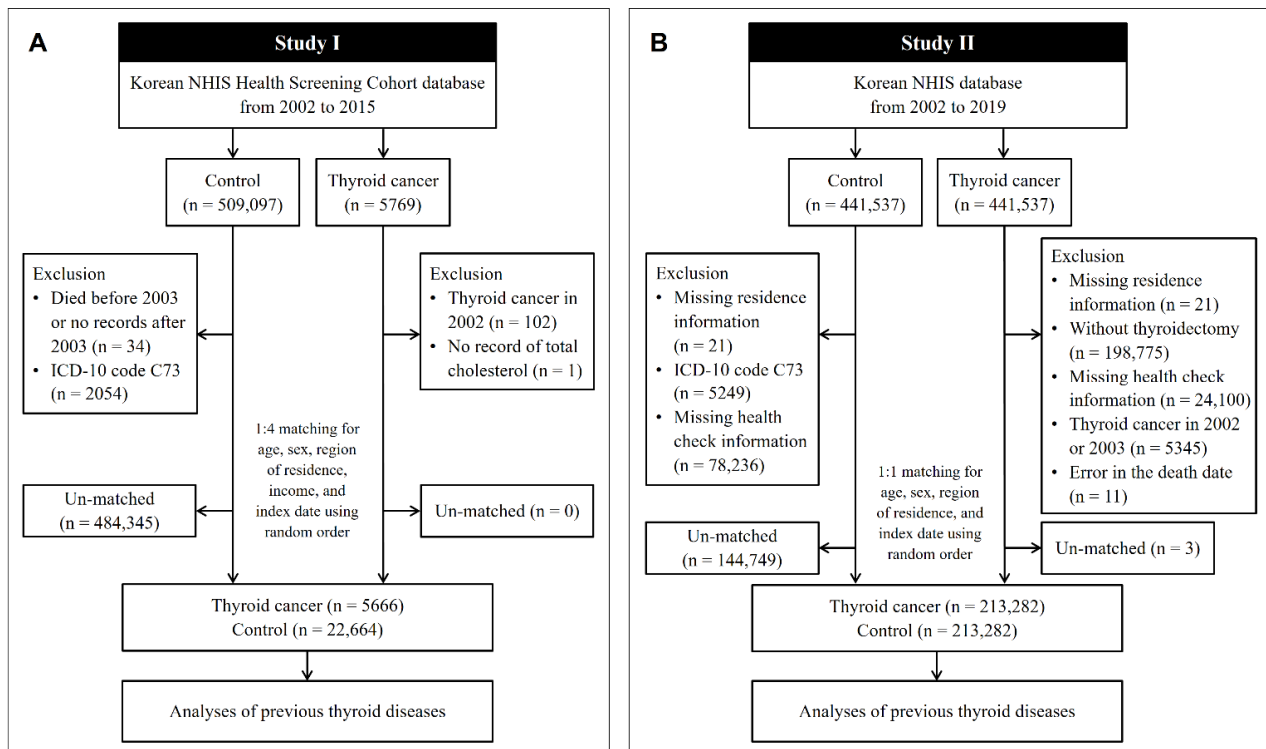 A
Study I
Korean NHIS Health Screening Cohort database
from 2002 to 2015
Control
(n = 509,097)
Thyroid cancer
(n = 5769)
Exclusion
• Died before 2003
or no records after
2003 (n = 34)
• ICD-10 code C73
(n = 2054)
Exclusion
• Thyroid cancer in
2002 (n = 102)
• No record of total
cholesterol (n = 1)
1:4 matching for
age, sex, region
of residence,
income, and
index date using
random order
Un-matched
(n = 484,345)
Un-matched (n = 0)
Thyroid cancer (n = 5666)
Control (n = 22,664)
Analyses of previous thyroid diseases
B
Study II
Korean NHIS database
from 2002 to 2019
Control
(n = 441,537)
Thyroid cancer
(n = 441,537)
Exclusion
• Missing residence
information
(n = 21)
• ICD-10 code C73
(n = 5249)
• Missing health
check information
(n = 78,236)
Exclusion
• Missing residence
information (n = 21)
• Without thyroidectomy
(n = 198,775)
• Missing health check
information (n = 24,100)
• Thyroid cancer in 2002
or 2003 (n = 5345)
• Error in the death date
(n = 11)
1:1 matching for
age, sex, region
of residence, and
index date using
random order
Un-matched
(n = 144,749)
Un-matched (n = 3)
Thyroid cancer (n = 213,282)
Control (n = 213,282)
Analyses of previous thyroid diseases